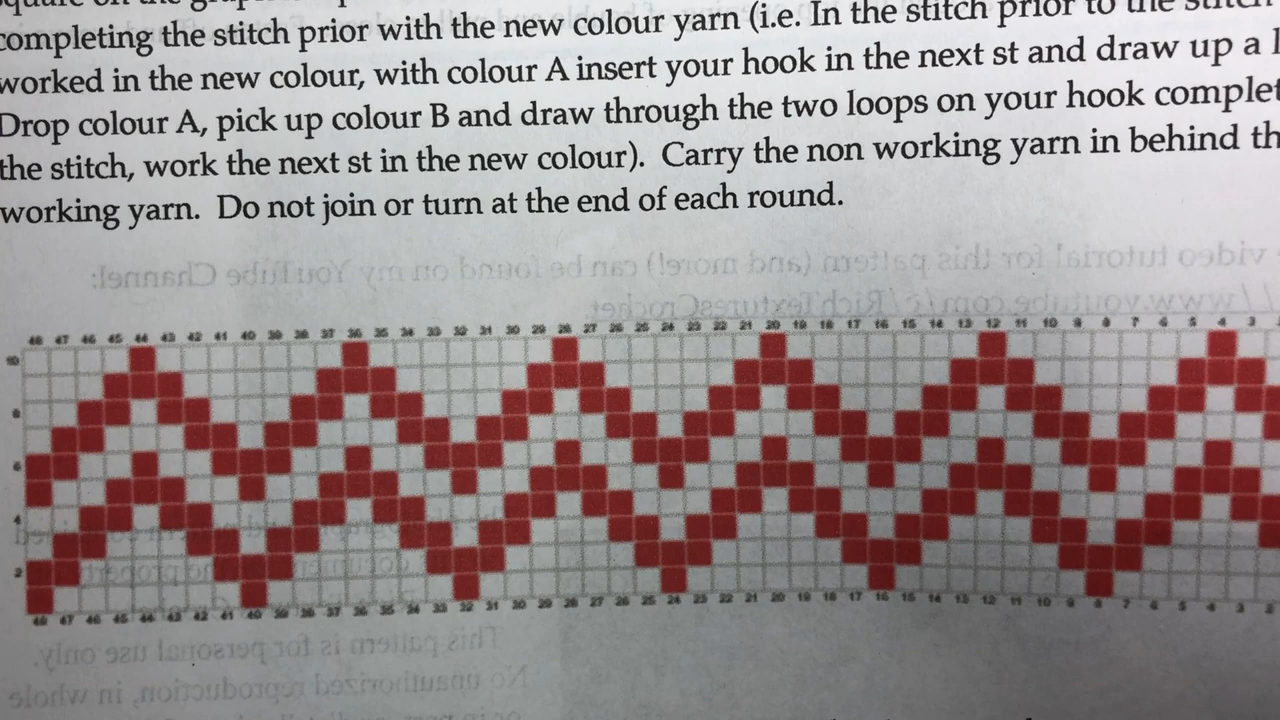 square on the
completing the stitch prior with the new colour yarn (i.e. In the stitch prior to the stitch
worked in the new colour, with colour A insert your hook in the next st and draw up a l
Drop colour A, pick up colour B and draw through the two loops on your hook complet
the stitch, work the next st in the new colour). Carry the non working yarn in behind th
working yarn. Do not join or turn at the end of each round.
48 47 46 45 44 43 42 41 40 39 38 37 36 35 34 33 32 31 30 29 28 27 26 25 24 23 22 21 20 19 18 17 16 15 14 13 12 11 10 9 8 7 6 5 4 3
10
8
6
4
2
48 47 46 45 44 43 42 41 40 39 38 37 36 35 34 33 32 31 30 29 28 27 26 25 24 23 22 21 20 19 18 17 16 15 14 13 12 11 10 9 8 7 6 5 4 3 2